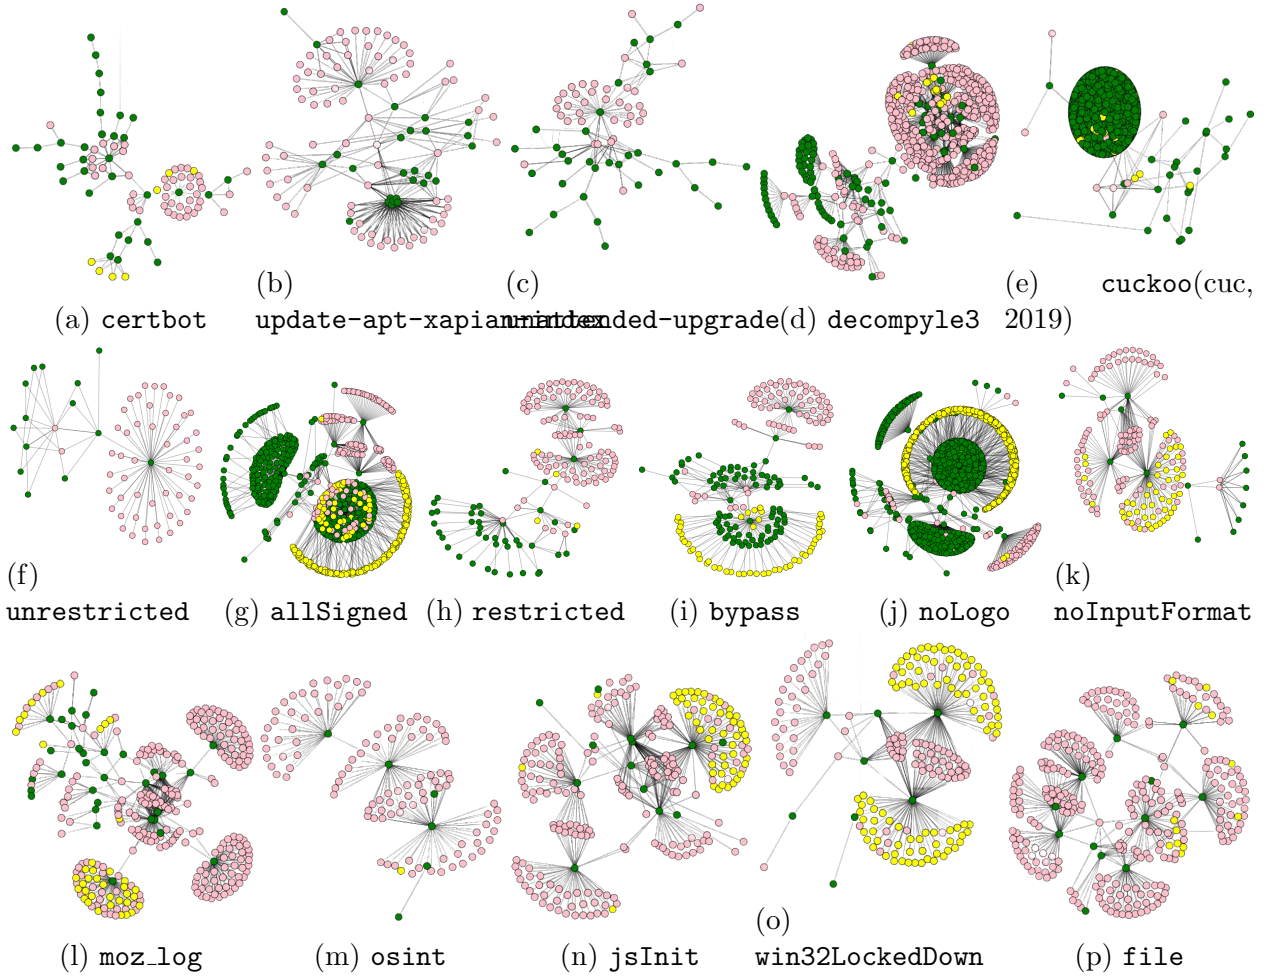 (a) certbot
(b)
update-apt-xapian-index
(c)
unattended-upgrade
(d) decompyle3
(e) cuckoo(cuc,
2019)
(f)
unrestricted
(g) allSigned
(h) restricted
(i) bypass
(j) noLogo
(k)
noInputFormat
(l) moz_log
(m) osint
(n) jsInit
(o)
win32LockedDown
(p) file